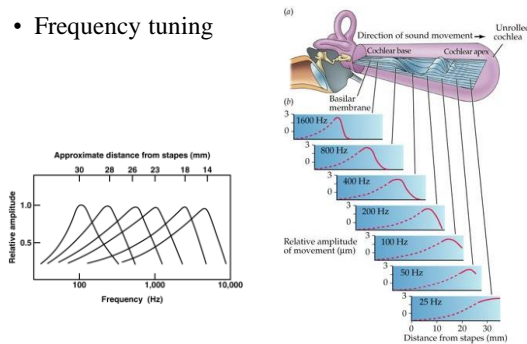 • Frequency tuning
Approximate distance from stapes (mm)
30 28 26 23 18 14
Relative amplitude
1.0
0.5
100 1,000 10,000
Frequency (Hz)
(a)
Unrolled
cochlea
Direction of sound movement →
Cochlear base Cochlear apex
Basilar
membrane
(b)
3
0
1600 Hz
3
0
800 Hz
3
0
400 Hz
3
0
200 Hz
Relative amplitude
of movement (μm)
3
0
100 Hz
3
0
50 Hz
3
0
25 Hz
0 10 20 30
Distance from stapes (mm)